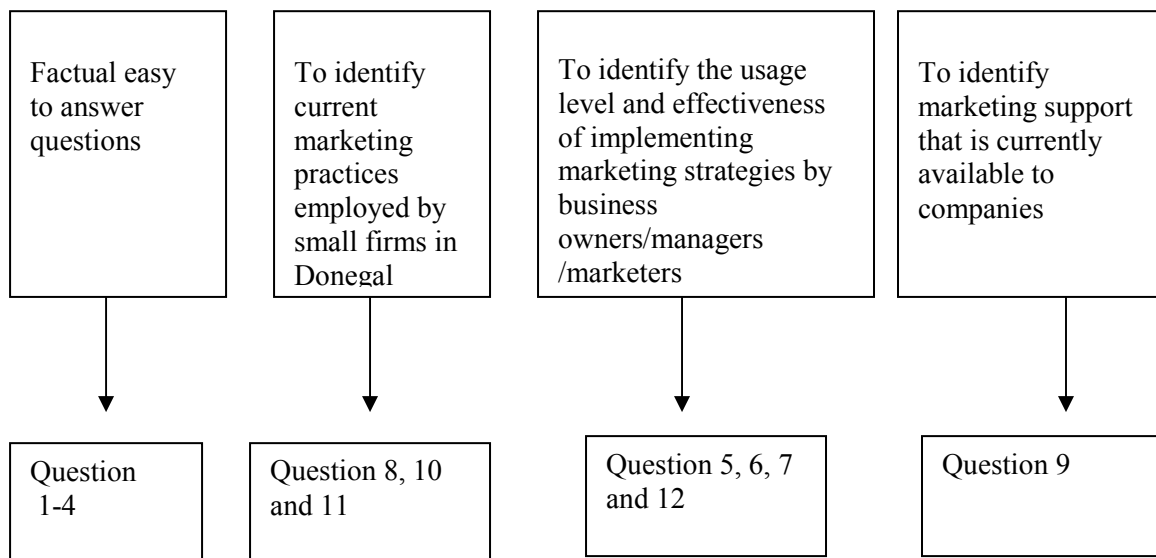 Factual easy
to answer
questions
To identify
current
marketing
practices
employed by
small firms in
Donegal
To identify the usage
level and effectiveness
of implementing
marketing strategies by
business
owners/managers
/marketers
To identify
marketing support
that is currently
available to
companies
Question
1-4
Question 8, 10
and 11
Question 5, 6, 7
and 12
Question 9